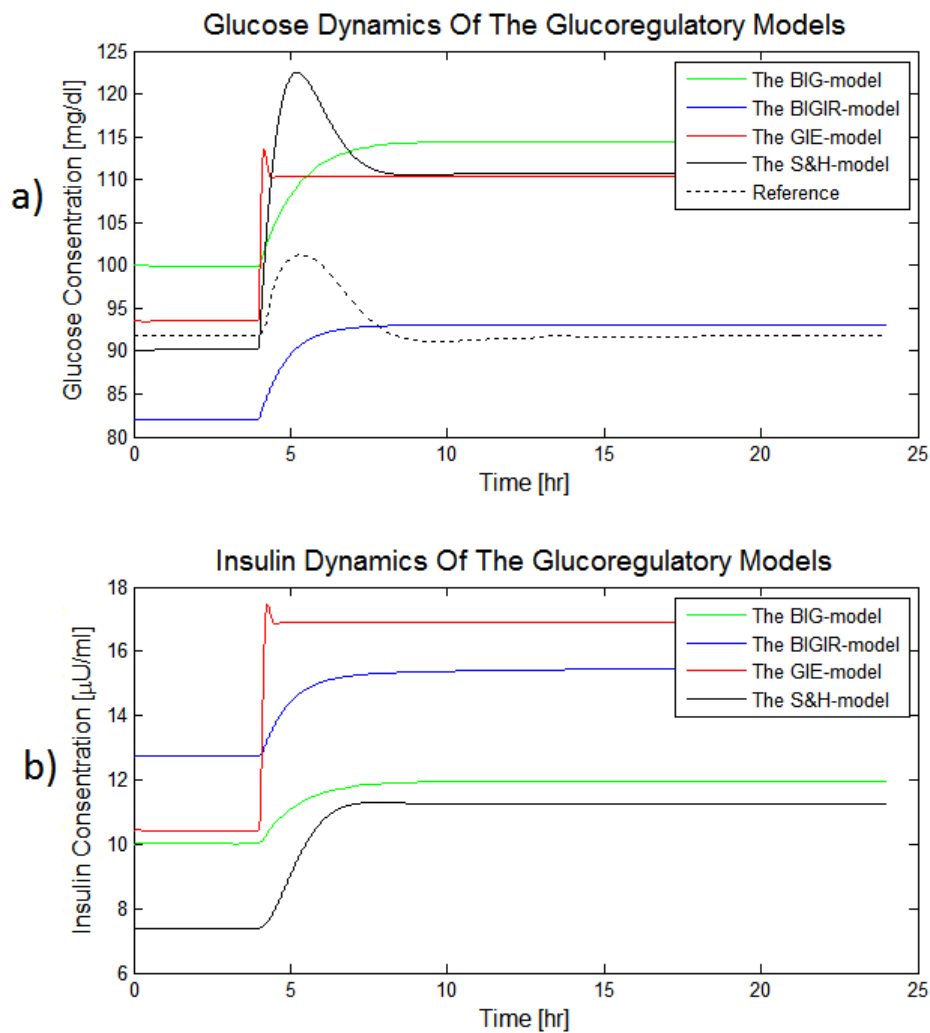 Glucose Dynamics Of The Glucoregulatory Models
a)
Glucose Consentration [mg/dl]
125
120
115
110
105
100
95
90
85
80
The BIG-model
The BIGIR-model
The GIE-model
The S&H-model
Reference
0
5
10
15
20
25
Time [hr]
Insulin Dynamics Of The Glucoregulatory Models
b)
Insulin Consentration [µU/ml]
18
16
14
12
10
8
6
The BIG-model
The BIGIR-model
The GIE-model
The S&H-model
0
5
10
15
20
25
Time [hr]